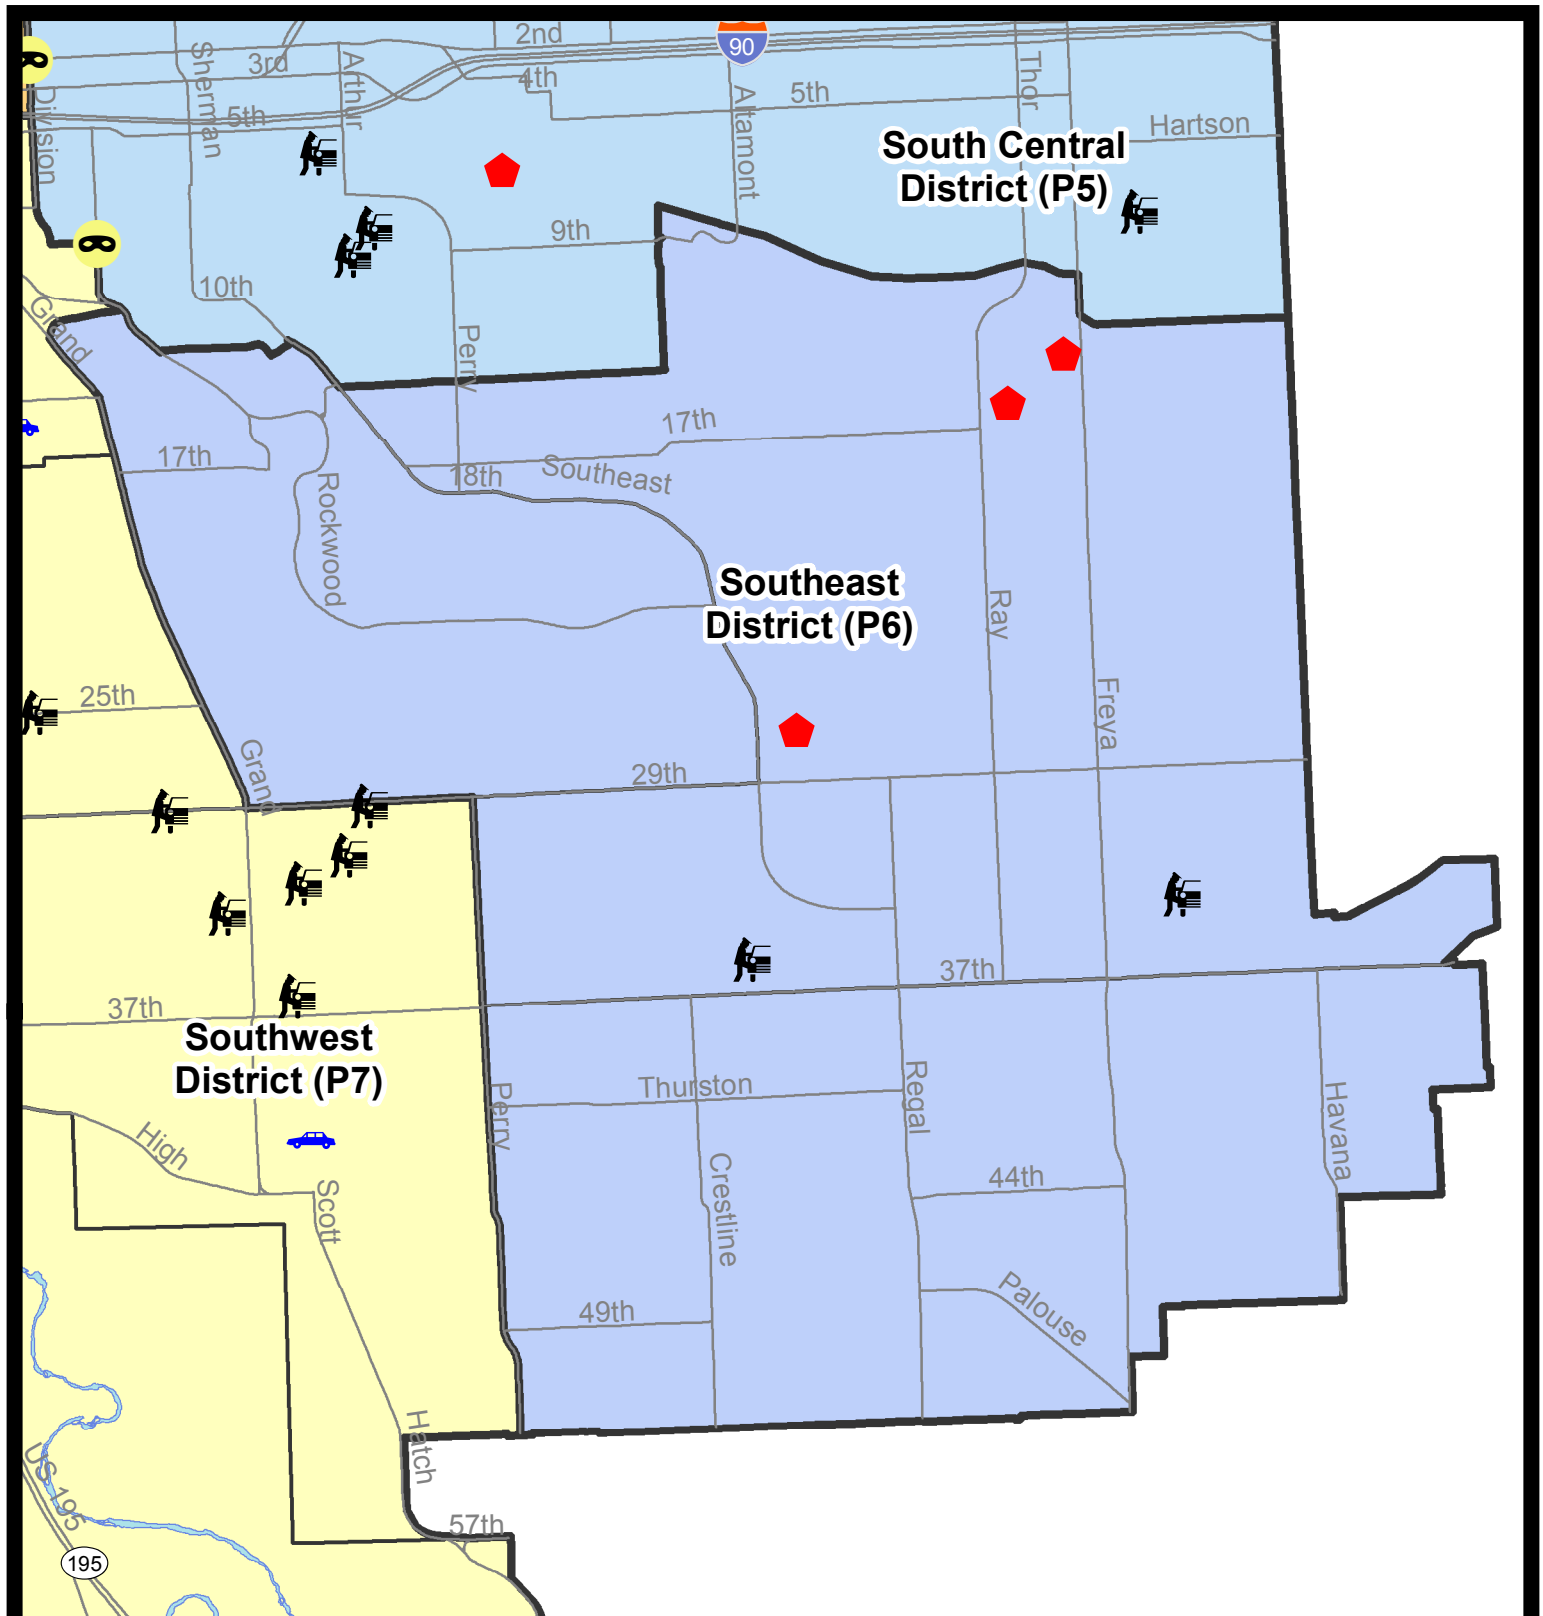 2nd
90
3rd
4th
5th
5th
Division
Sherman
Arthur
Altamont
Thor
Hartson
South Central
District (P5)
9th
10th
Grand
Perry
17th
17th
18th
Southeast
Rockwood
Southeast
District (P6)
Ray
Freya
25th
Grand
29th
37th
37th
Southwest
District (P7)
Perry
Thurston
Regal
Havana
High
Scott
Crestline
44th
49th
Palouse
Hatch
US 195
57th
195